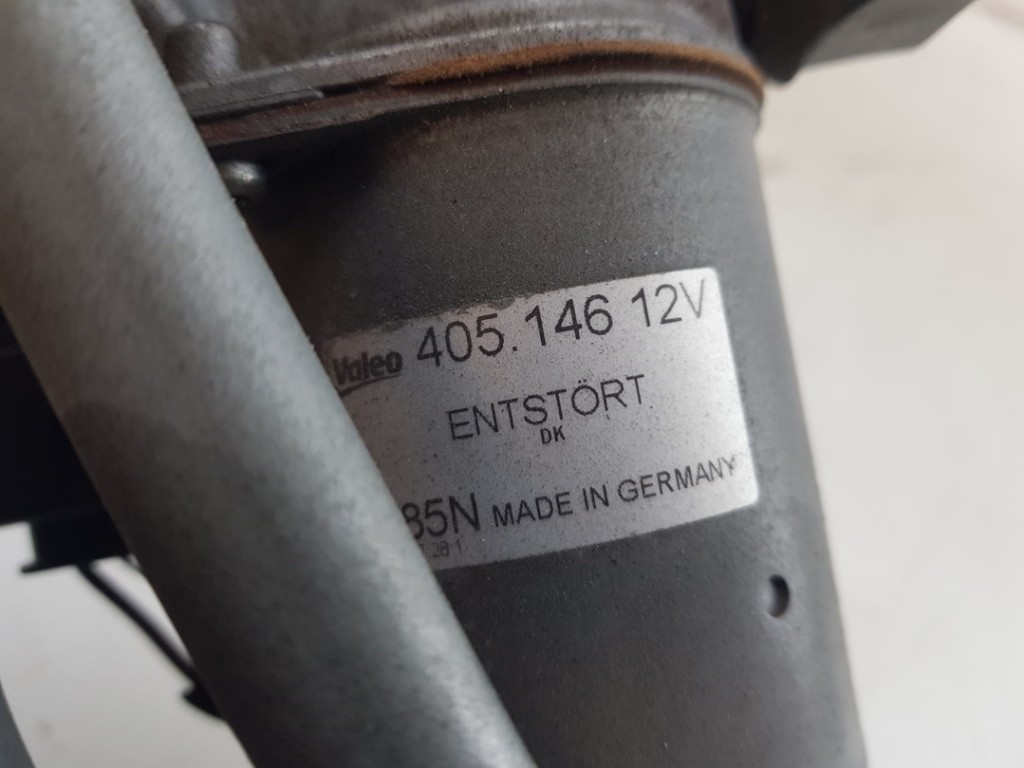 Valeo 405.146 12V
ENTSTÖRT
DK
85N MADE IN GERMANY